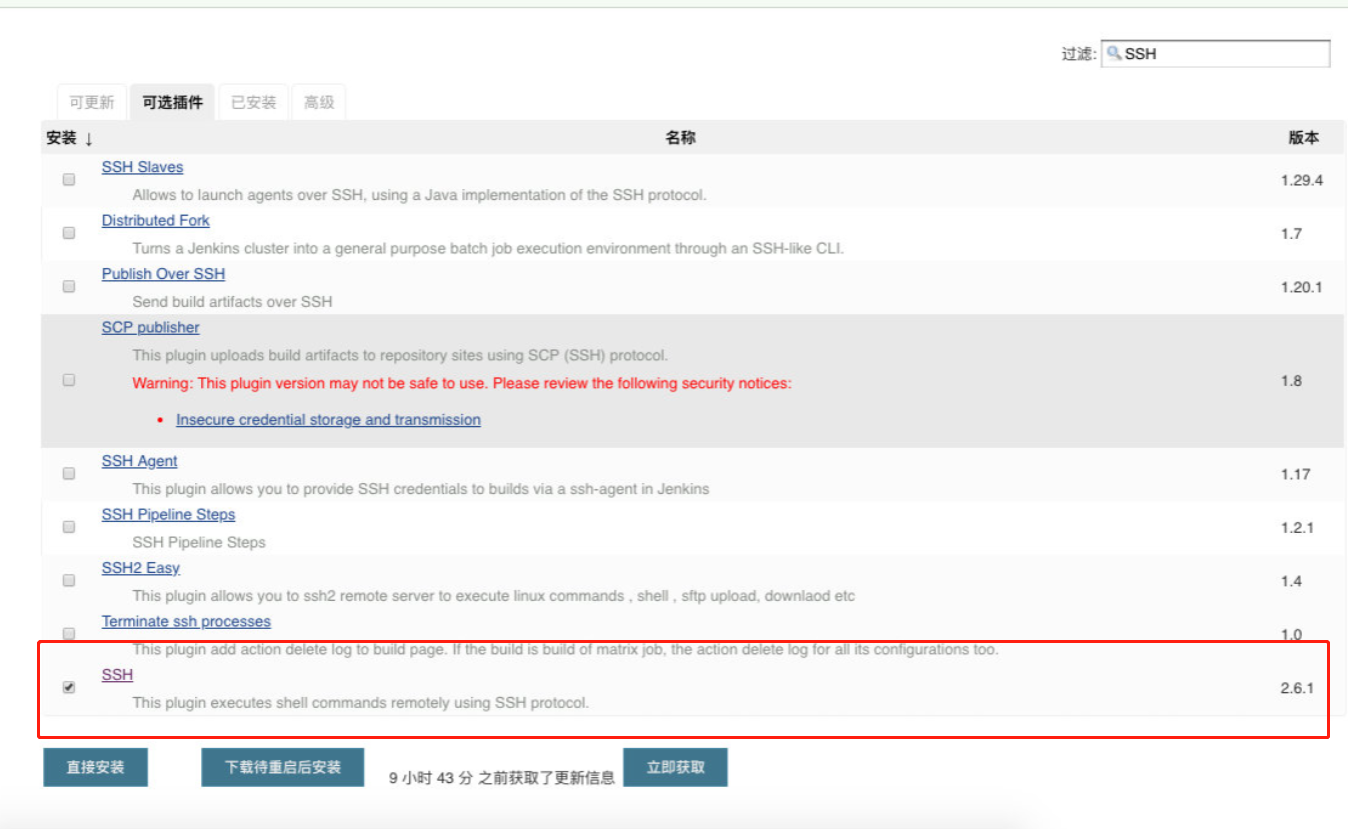 过滤: SSH
可更新 可选插件 已安装 高级
安装 ↓ 名称 版本
SSH Slaves
Allows to launch agents over SSH, using a Java implementation of the SSH protocol.
1.29.4
Distributed Fork
Turns a Jenkins cluster into a general purpose batch job execution environment through an SSH-like CLI.
1.7
Publish Over SSH
Send build artifacts over SSH
1.20.1
SCP publisher
This plugin uploads build artifacts to repository sites using SCP (SSH) protocol.
Warning: This plugin version may not be safe to use. Please review the following security notices:
• Insecure credential storage and transmission
1.8
SSH Agent
This plugin allows you to provide SSH credentials to builds via a ssh-agent in Jenkins
1.17
SSH Pipeline Steps
SSH Pipeline Steps
1.2.1
SSH2 Easy
This plugin allows you to ssh2 remote server to execute linux commands , shell , sftp upload, downlaod etc
1.4
Terminate ssh processes
This plugin add action delete log to build page. If the build is build of matrix job, the action delete log for all its configurations too.
1.0
SSH
This plugin executes shell commands remotely using SSH protocol.
2.6.1
直接安装 下载待重启后安装 9 小时 43 分 之前获取了更新信息 立即获取